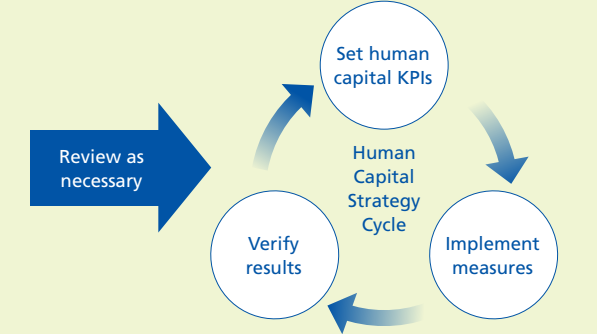 Set human
capital KPIs
Review as
necessary
Human
Capital
Strategy
Cycle
Verify
results
Implement
measures